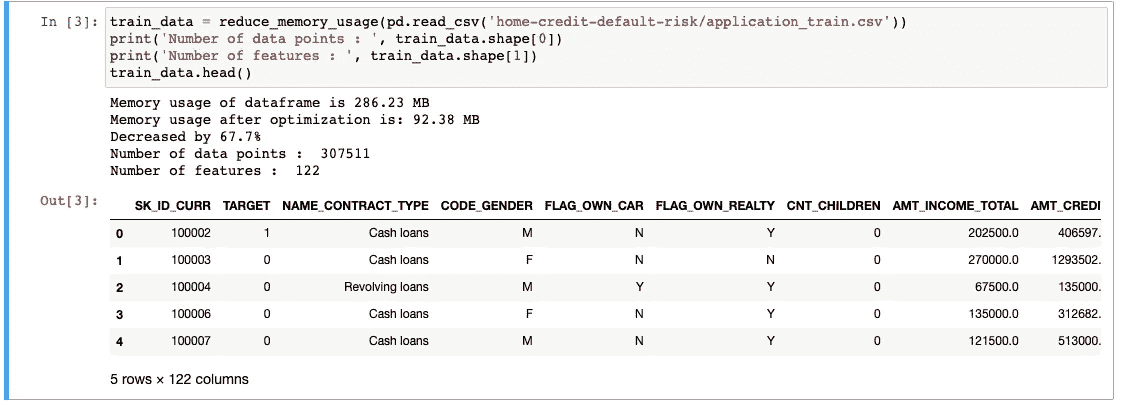 In [3]: train_data = reduce_memory_usage(pd.read_csv('home-credit-default-risk/application_train.csv'))
print('Number of data points : ', train_data.shape[0])
print('Number of features : ', train_data.shape[1])
train_data.head()
Memory usage of dataframe is 286.23 MB
Memory usage after optimization is: 92.38 MB
Decreased by 67.7%
Number of data points :  307511
Number of features :  122
Out[3]:
SK_ID_CURR TARGET NAME_CONTRACT_TYPE CODE_GENDER FLAG_OWN_CAR FLAG_OWN_REALTY CNT_CHILDREN AMT_INCOME_TOTAL AMT_CREDI
0 100002 1 Cash loans M N Y 0 202500.0 406597.
1 100003 0 Cash loans F N N 0 270000.0 1293502.
2 100004 0 Revolving loans M Y Y 0 67500.0 135000.
3 100006 0 Cash loans F N Y 0 135000.0 312682.
4 100007 0 Cash loans M N Y 0 121500.0 513000.
5 rows × 122 columns